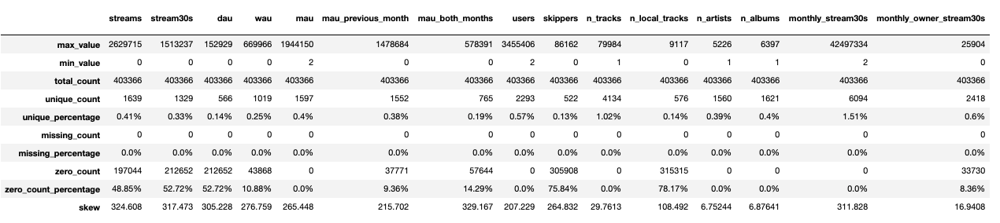 streams stream30s dau wau mau mau_previous_month mau_both_months users skippers n_tracks n_local_tracks n_artists n_albums monthly_stream30s monthly_owner_stream30s
max_value 2629715 1513237 152929 669966 1944150 1478684 578391 3455406 86162 79984 9117 5226 6397 42497334 25904
min_value 0 0 0 0 2 0 0 2 0 1 0 1 1 2 0
total_count 403366 403366 403366 403366 403366 403366 403366 403366 403366 403366 403366 403366 403366 403366 403366
unique_count 1639 1329 566 1019 1597 1552 765 2293 522 4134 576 1560 1621 6094 2418
unique_percentage 0.41% 0.33% 0.14% 0.25% 0.4% 0.38% 0.19% 0.57% 0.13% 1.02% 0.14% 0.39% 0.4% 1.51% 0.6%
missing_count 0 0 0 0 0 0 0 0 0 0 0 0 0 0 0
missing_percentage 0.0% 0.0% 0.0% 0.0% 0.0% 0.0% 0.0% 0.0% 0.0% 0.0% 0.0% 0.0% 0.0% 0.0% 0.0%
zero_count 197044 212652 212652 43868 0 37771 57644 0 305908 0 315315 0 0 0 33730
zero_count_percentage 48.85% 52.72% 52.72% 10.88% 0.0% 9.36% 14.29% 0.0% 75.84% 0.0% 78.17% 0.0% 0.0% 0.0% 8.36%
skew 324.608 317.473 305.228 276.759 265.448 215.702 329.167 207.229 264.832 29.7613 108.492 6.75244 6.87641 311.828 16.9408